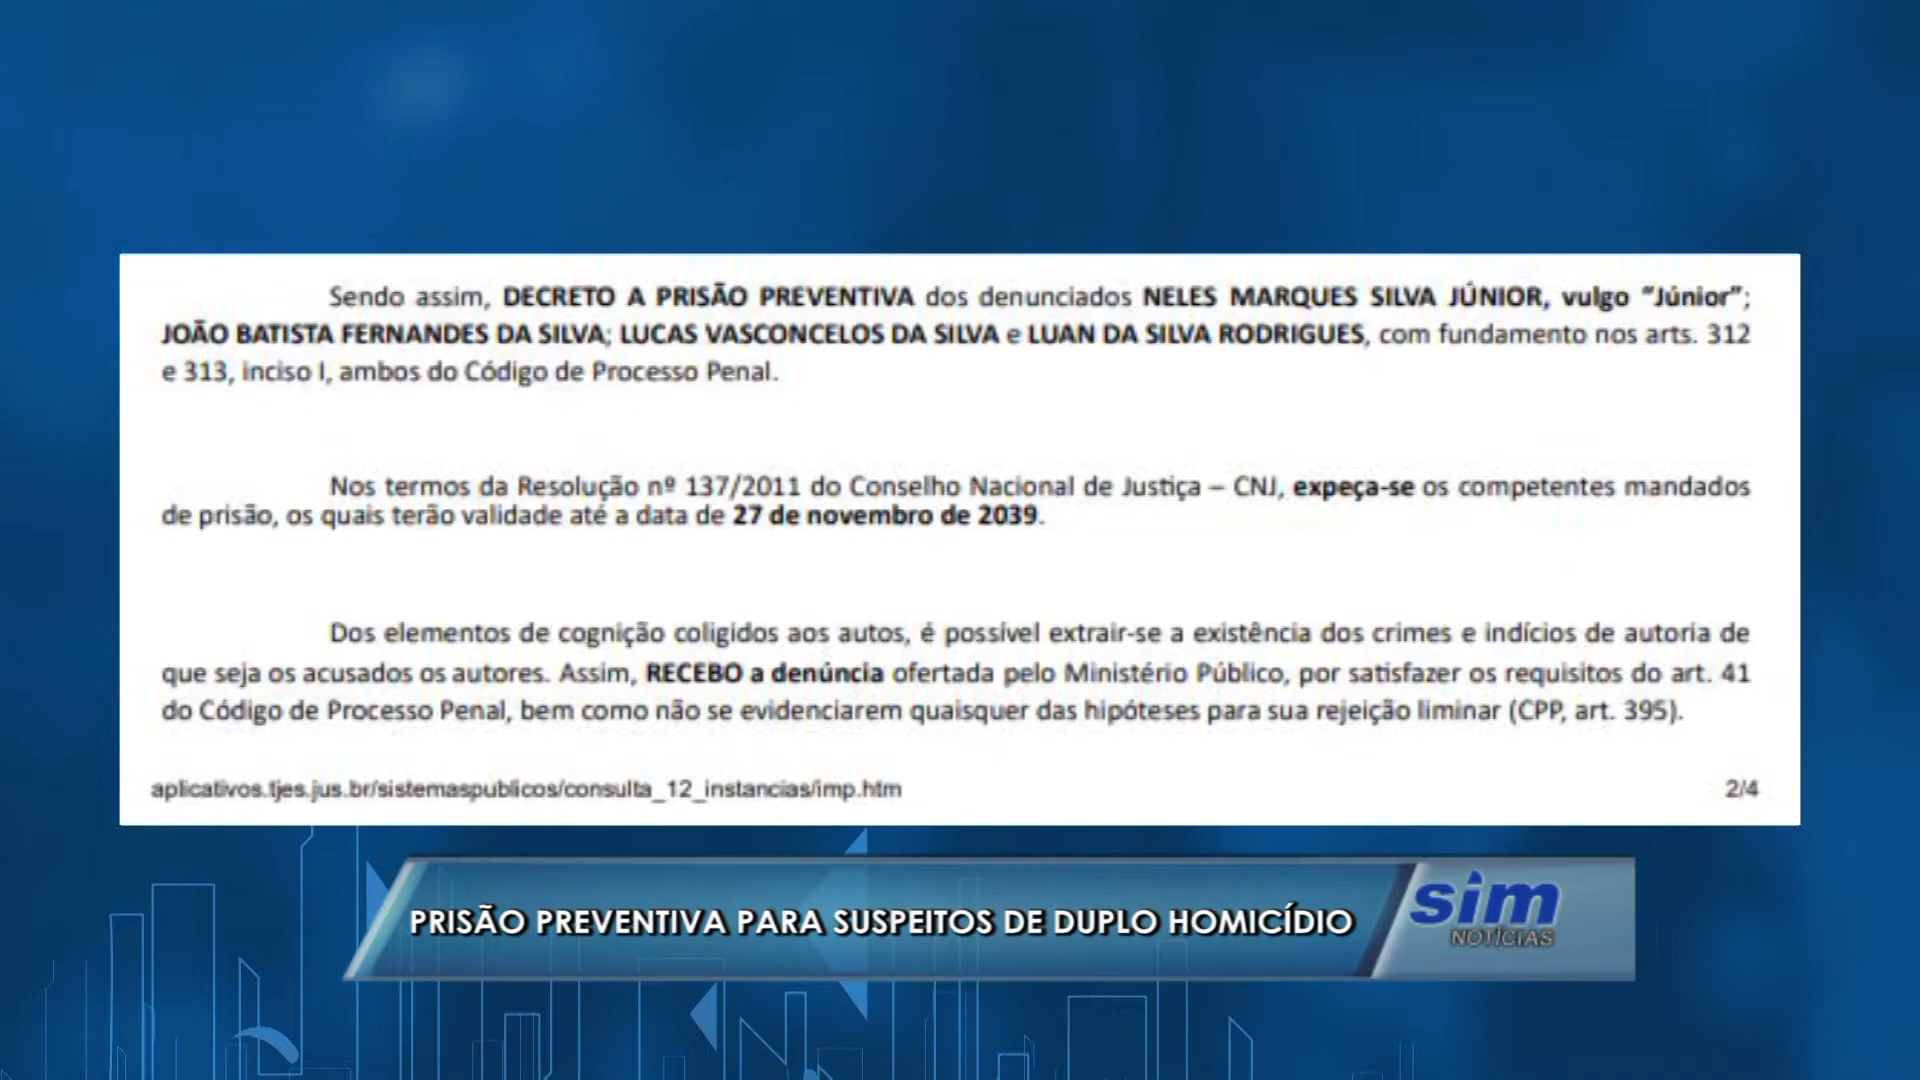 Sendo assim, DECRETO A PRISÃO PREVENTIVA dos denunciados NELES MARQUES SILVA JÚNIOR, vulgo "Júnior";
JOÃO BATISTA FERNANDES DA SILVA; LUCAS VASCONCELOS DA SILVA e LUAN DA SILVA RODRIGUES, com fundamento nos arts. 312
e 313, inciso I, ambos do Código de Processo Penal.
Nos termos da Resolução nº 137/2011 do Conselho Nacional de Justiça – CNJ, expeça-se os competentes mandados
de prisão, os quais terão validade até a data de 27 de novembro de 2039.
Dos elementos de cognição coligidos aos autos, é possível extrair-se a existência dos crimes e indícios de autoria de
que seja os acusados os autores. Assim, RECEBO a denúncia ofertada pelo Ministério Público, por satisfazer os requisitos do art. 41
do Código de Processo Penal, bem como não se evidenciarem quaisquer das hipóteses para sua rejeição liminar (CPP, art. 395).
aplicativos.tjes.jus.br/sistemaspublicos/consulta_12_instancias/imp.htm 2/4
PRISÃO PREVENTIVA PARA SUSPEITOS DE DUPLO HOMICÍDIO
sim
NOTÍCIAS